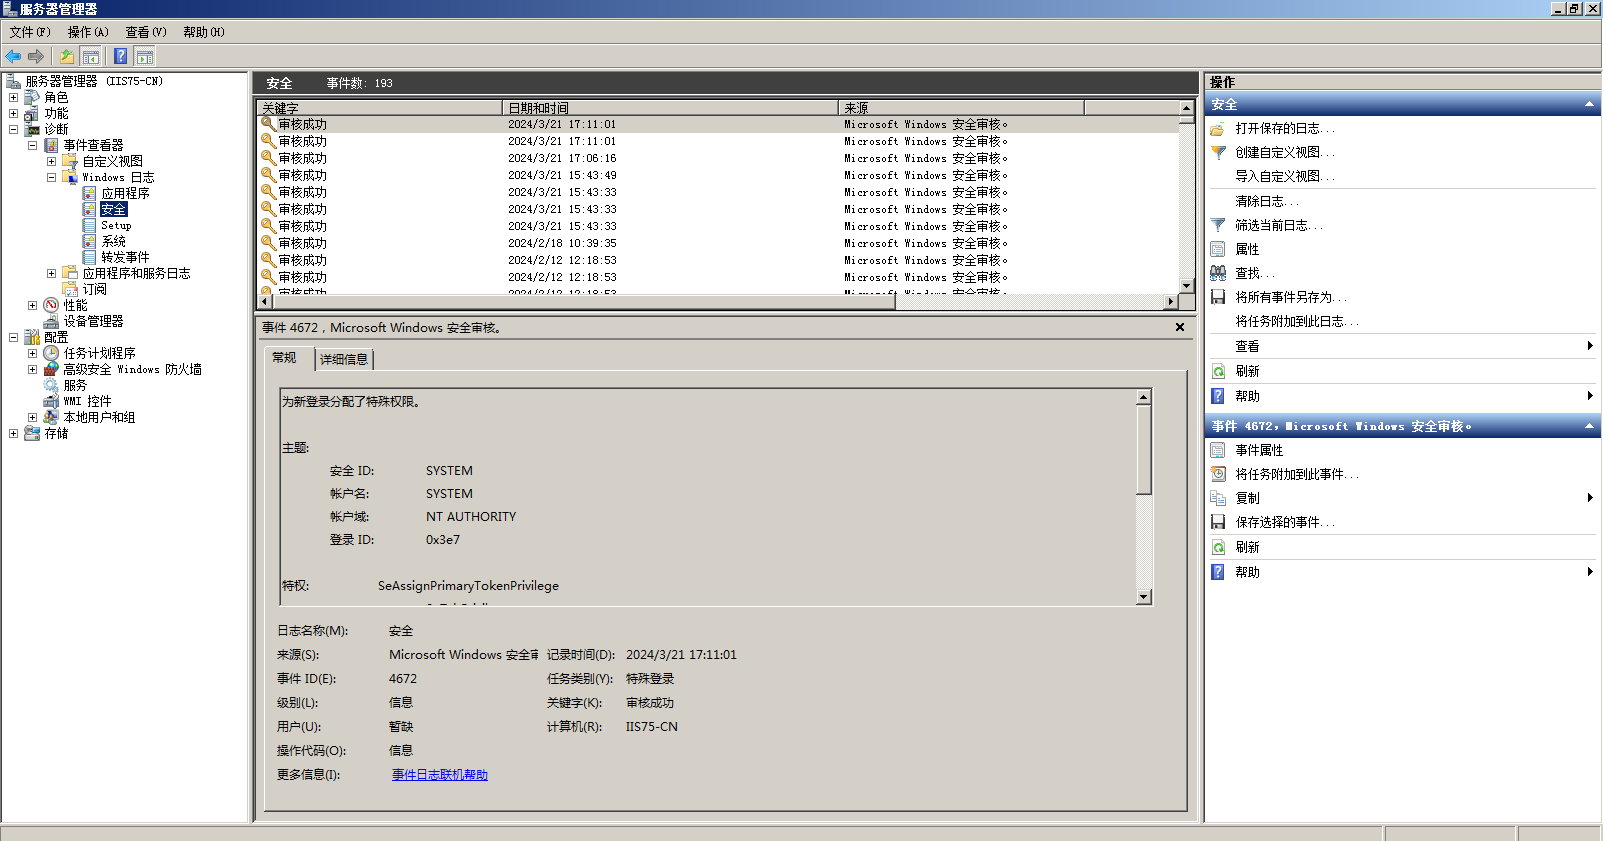 服务器管理器
文件(F) 操作(A) 查看(V) 帮助(H)
服务器管理器 (IIS75-CN)
角色
功能
诊断
事件查看器
自定义视图
Windows 日志
应用程序
安全
Setup
系统
转发事件
应用程序和服务日志
订阅
性能
设备管理器
配置
任务计划程序
高级安全 Windows 防火墙
服务
WMI 控件
本地用户和组
存储
安全 事件数: 193
关键字 日期和时间 来源
审核成功 2024/3/21 17:11:01 Microsoft Windows 安全审核。
审核成功 2024/3/21 17:11:01 Microsoft Windows 安全审核。
审核成功 2024/3/21 17:06:16 Microsoft Windows 安全审核。
审核成功 2024/3/21 15:43:49 Microsoft Windows 安全审核。
审核成功 2024/3/21 15:43:33 Microsoft Windows 安全审核。
审核成功 2024/3/21 15:43:33 Microsoft Windows 安全审核。
审核成功 2024/3/21 15:43:33 Microsoft Windows 安全审核。
审核成功 2024/2/18 10:39:35 Microsoft Windows 安全审核。
审核成功 2024/2/12 12:18:53 Microsoft Windows 安全审核。
审核成功 2024/2/12 12:18:53 Microsoft Windows 安全审核。
审核成功 2024/2/12 12:18:53 Microsoft Windows 安全审核。
事件 4672，Microsoft Windows 安全审核。
常规 详细信息
为新登录分配了特殊权限。
主题:
安全 ID: SYSTEM
帐户名: SYSTEM
帐户域: NT AUTHORITY
登录 ID: 0x3e7
特权: SeAssignPrimaryTokenPrivilege
日志名称(M): 安全
来源(S): Microsoft Windows 安全审 记录时间(D): 2024/3/21 17:11:01
事件 ID(E): 4672 任务类别(Y): 特殊登录
级别(L): 信息 关键字(K): 审核成功
用户(U): 暂缺 计算机(R): IIS75-CN
操作代码(O): 信息
更多信息(I): 事件日志联机帮助
操作
安全
打开保存的日志...
创建自定义视图...
导入自定义视图...
清除日志...
筛选当前日志...
属性
查找...
将所有事件另存为...
将任务附加到此日志...
查看
刷新
帮助
事件 4672，Microsoft Windows 安全审核。
事件属性
将任务附加到此事件...
复制
保存选择的事件...
刷新
帮助